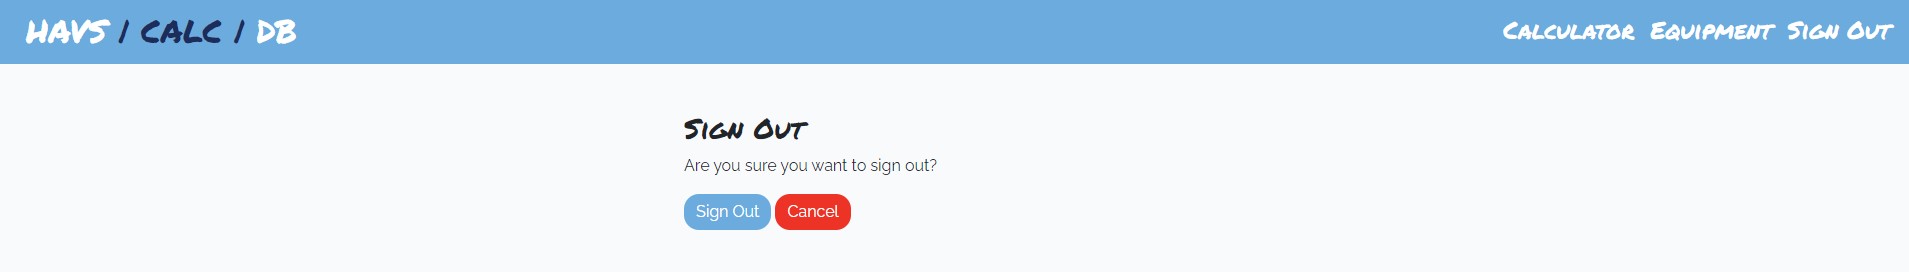 HAVS | CALC | DB
Calculator Equipment Sign Out
Sign Out
Are you sure you want to sign out?
Sign Out Cancel